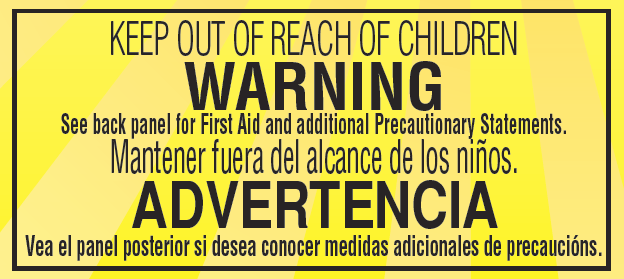 KEEP OUT OF REACH OF CHILDREN
WARNING
See back panel for First Aid and additional Precautionary Statements.
Mantener fuera del alcance de los niños.
ADVERTENCIA
Vea el panel posterior si desea conocer medidas adicionales de precaucións.